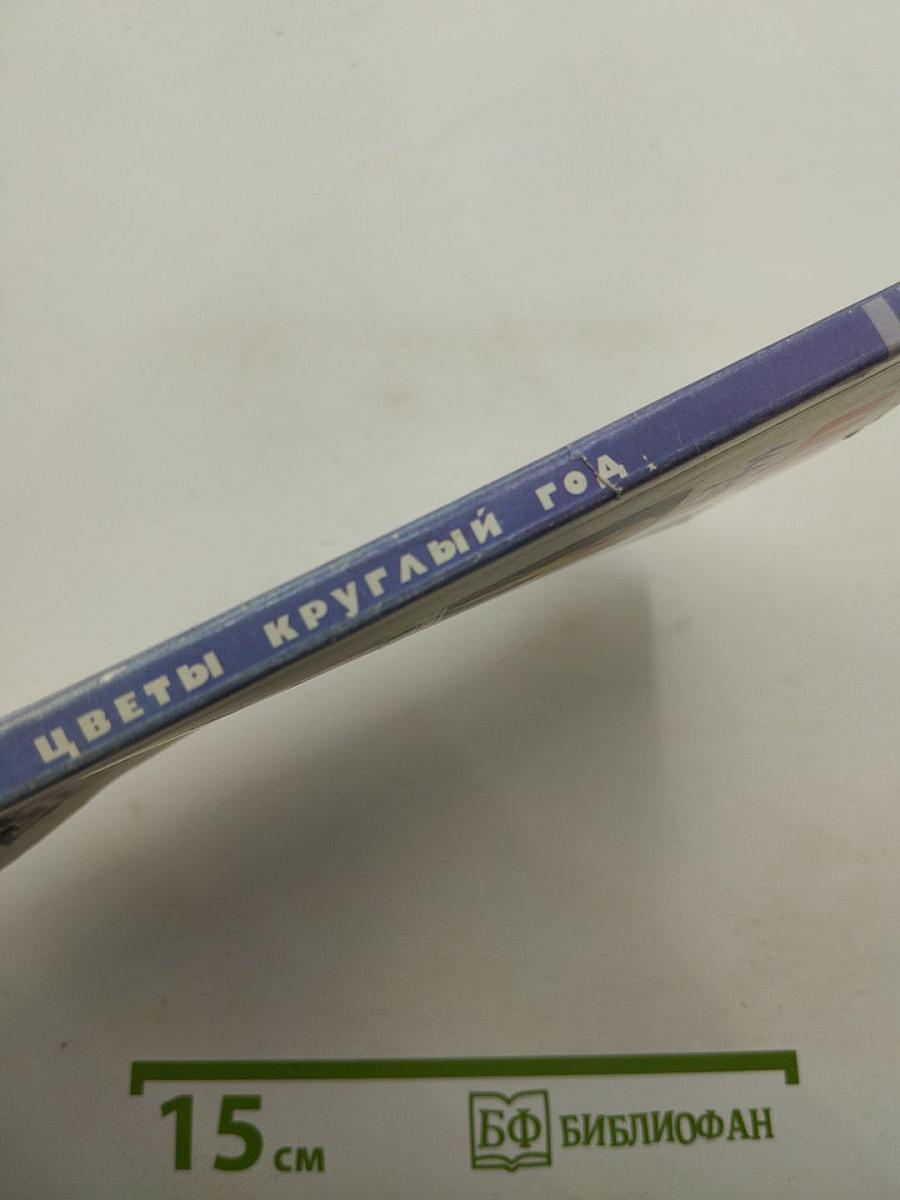 ЦВЕТЫ КРУГЛЫЙ ГОД
15 см
БФ БИБЛИОФАН